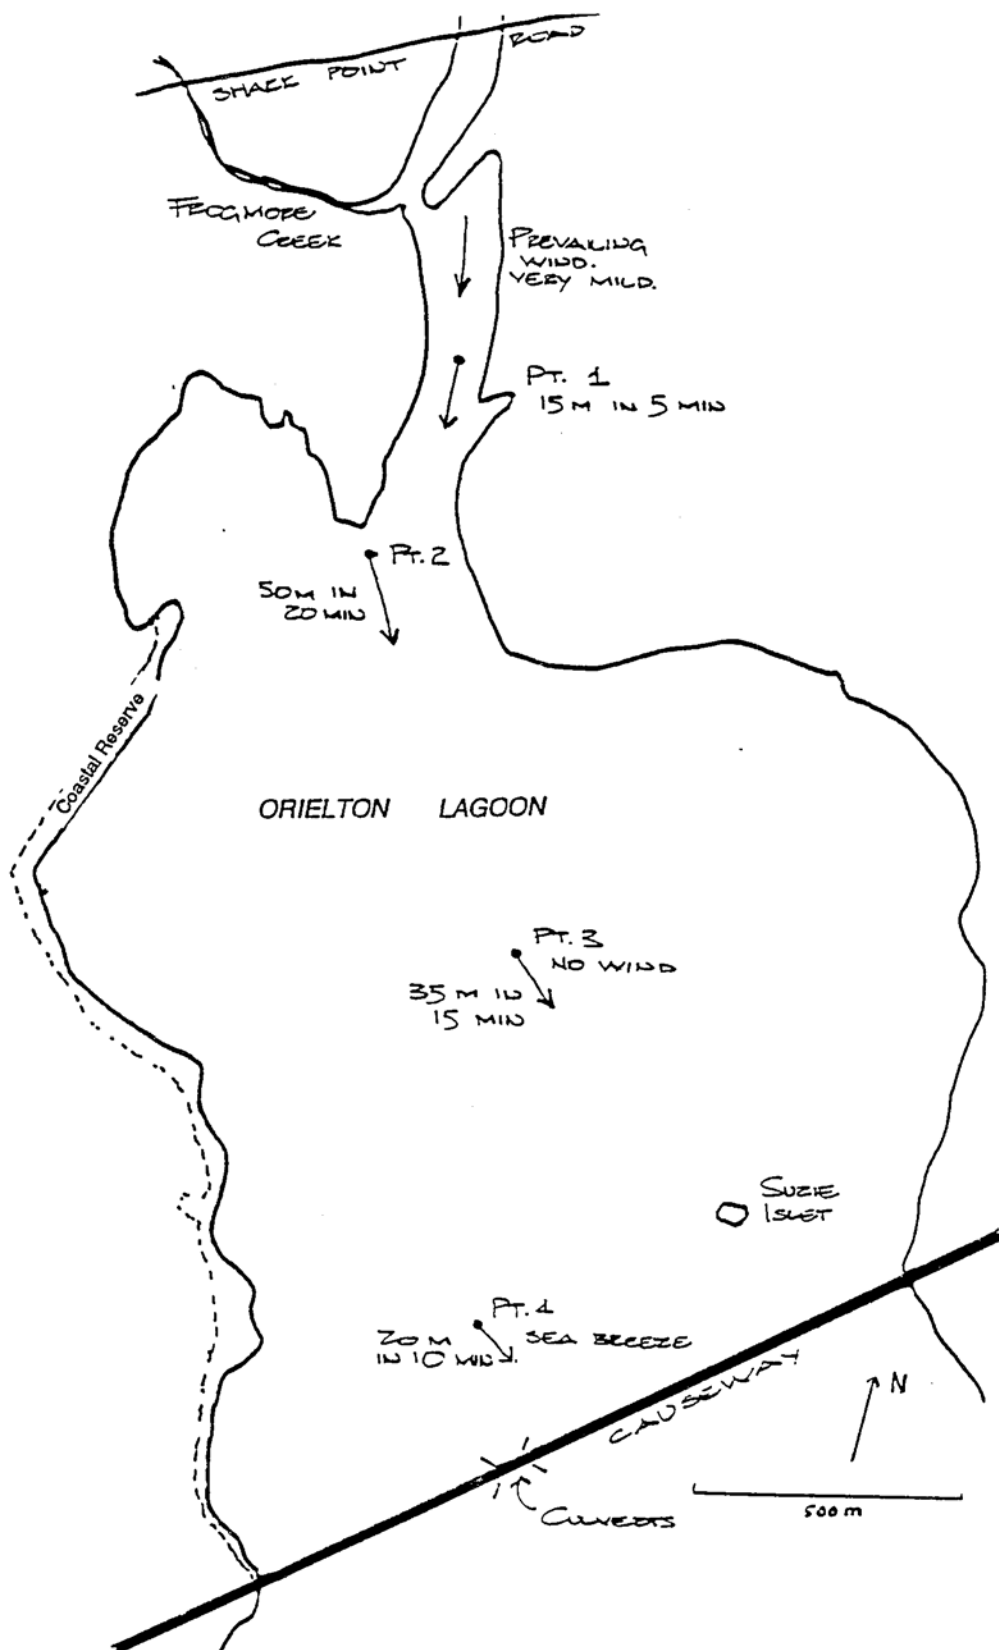 SHARK POINT ROAD
FROGMORE
CREEK
PREVAILING
WIND.
VERY MILD.
PT. 1
15 M IN 5 MIN
PT. 2
50 M IN
20 MIN
Coastal Reserve
ORIELTON LAGOON
PT. 3
NO WIND
35 M IN
15 MIN
SUZIE
ISLET
PT. 4
SEA BREEZE
20 M
IN 10 MIN.
CAUSEWAY
N
500 m
CULVERTS